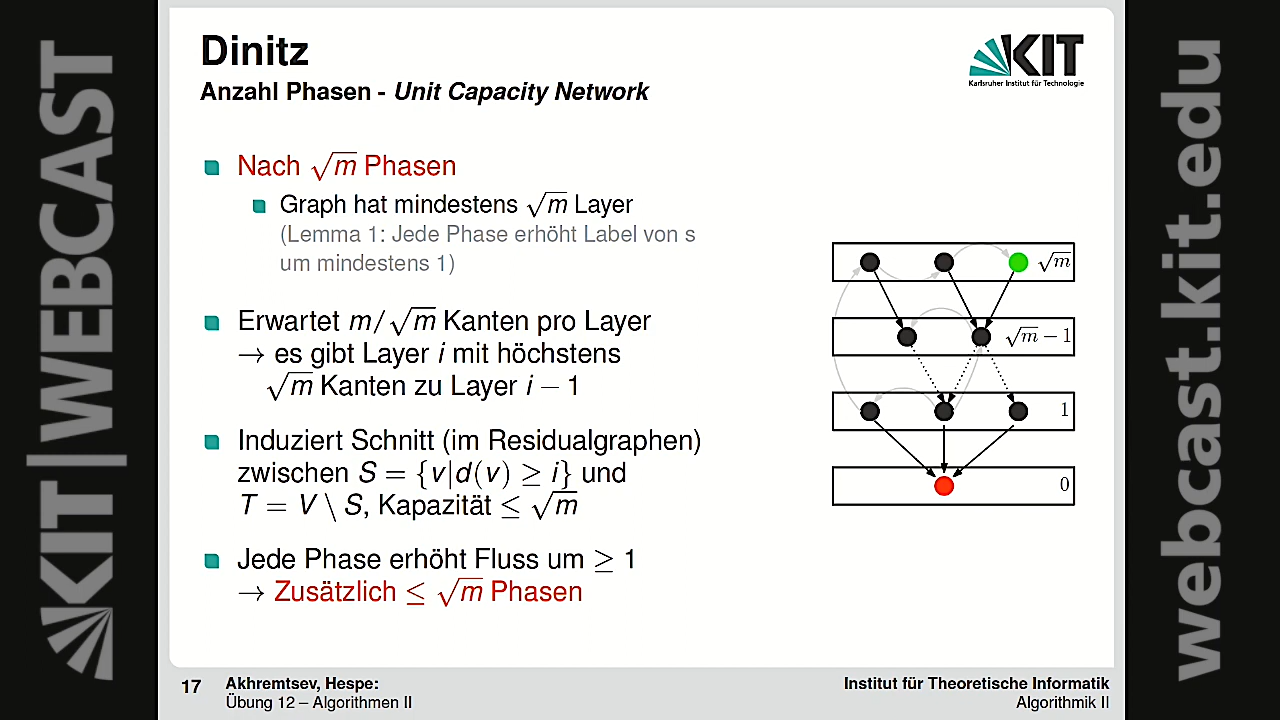 KIT | WEBCAST
Dinitz
Anzahl Phasen - Unit Capacity Network
KIT
Karlsruher Institut für Technologie
Nach √m Phasen
Graph hat mindestens √m Layer
(Lemma 1: Jede Phase erhöht Label von s
um mindestens 1)
Erwartet m/√m Kanten pro Layer
→ es gibt Layer i mit höchstens
√m Kanten zu Layer i − 1
Induziert Schnitt (im Residualgraphen)
zwischen S = {v|d(v) ≥ i} und
T = V \ S, Kapazität ≤ √m
Jede Phase erhöht Fluss um ≥ 1
→ Zusätzlich ≤ √m Phasen
√m
√m − 1
1
0
17
Akhremtsev, Hespe:
Übung 12 – Algorithmen II
Institut für Theoretische Informatik
Algorithmik II
webcast.kit.edu